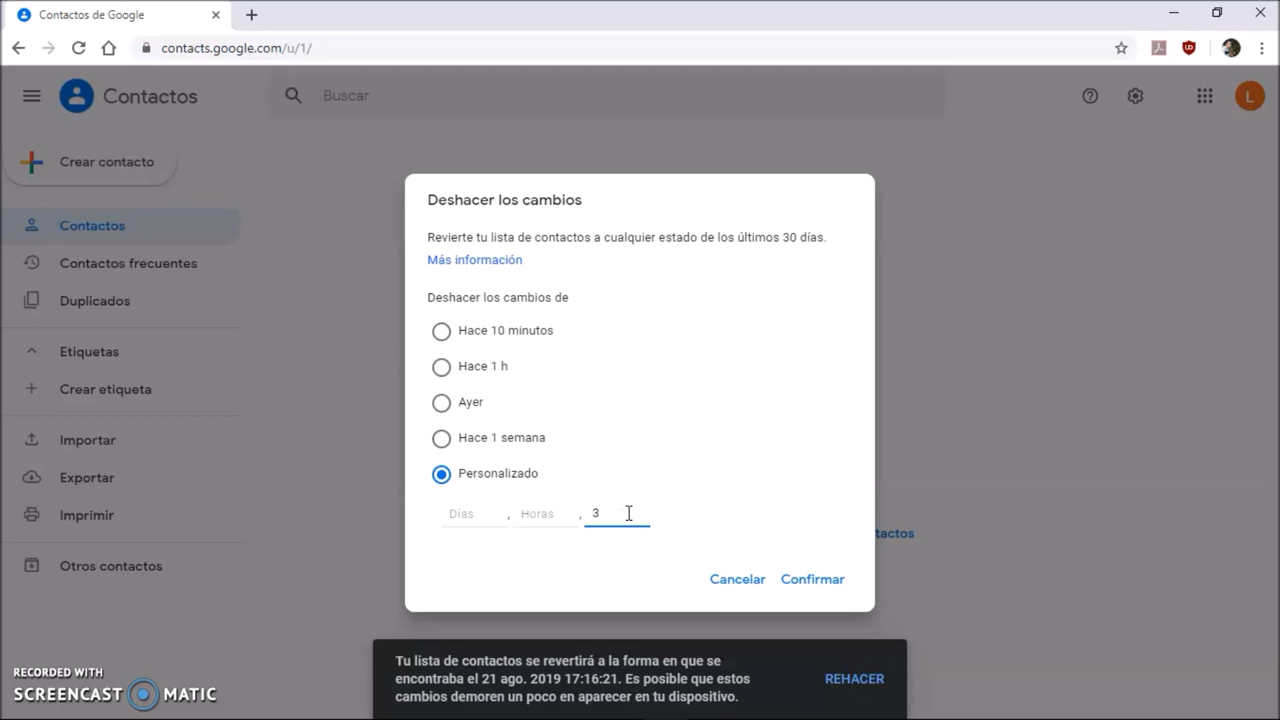 Contactos de Google
contacts.google.com/u/1/
Contactos
Buscar
L
Crear contacto
Contactos
Contactos frecuentes
Duplicados
Etiquetas
Crear etiqueta
Importar
Exportar
Imprimir
Otros contactos
Deshacer los cambios
Revierte tu lista de contactos a cualquier estado de los últimos 30 días.
Más información
Deshacer los cambios de
Hace 10 minutos
Hace 1 h
Ayer
Hace 1 semana
Personalizado
Días , Horas , 3
tactos
Cancelar Confirmar
Tu lista de contactos se revertirá a la forma en que se
encontraba el 21 ago. 2019 17:16:21. Es posible que estos
cambios demoren un poco en aparecer en tu dispositivo.
REHACER
RECORDED WITH
SCREENCAST MATIC